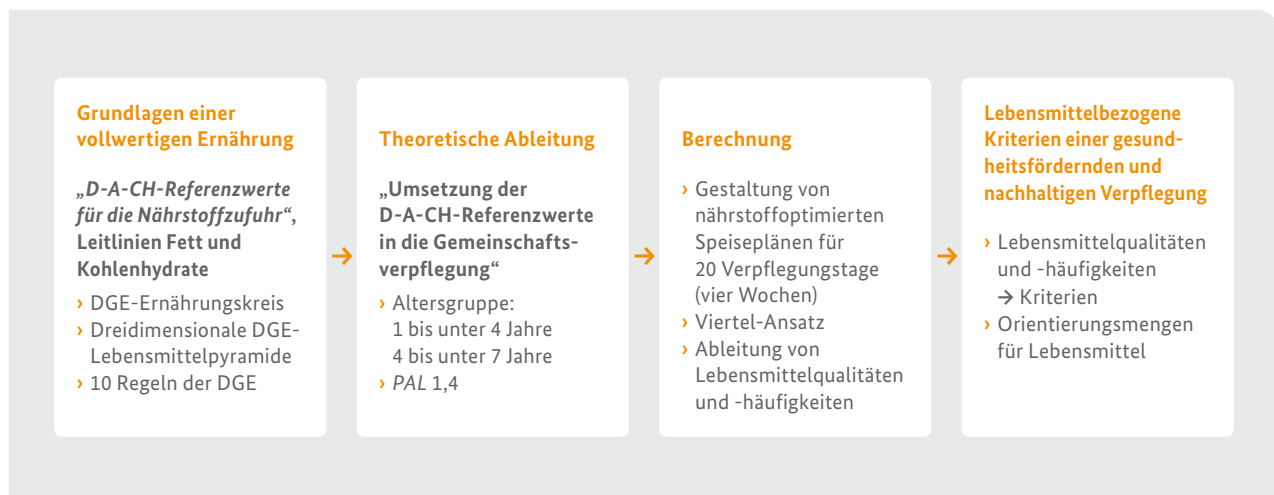 Grundlagen einer
vollwertigen Ernährung
„D-A-CH-Referenzwerte
für die Nährstoffzufuhr“,
Leitlinien Fett und
Kohlenhydrate
› DGE-Ernährungskreis
› Dreidimensionale DGE-
Lebensmittelpyramide
› 10 Regeln der DGE
→
Theoretische Ableitung
„Umsetzung der
D-A-CH-Referenzwerte
in die Gemeinschafts-
verpflegung“
› Altersgruppe:
1 bis unter 4 Jahre
4 bis unter 7 Jahre
› PAL 1,4
→
Berechnung
› Gestaltung von
nährstoffoptimierten
Speiseplänen für
20 Verpflegungstage
(vier Wochen)
› Viertel-Ansatz
› Ableitung von
Lebensmittelqualitäten
und -häufigkeiten
→
Lebensmittelbezogene
Kriterien einer gesund-
heitsfördernden und
nachhaltigen Verpflegung
› Lebensmittelqualitäten
und -häufigkeiten
→ Kriterien
› Orientierungsmengen
für Lebensmittel